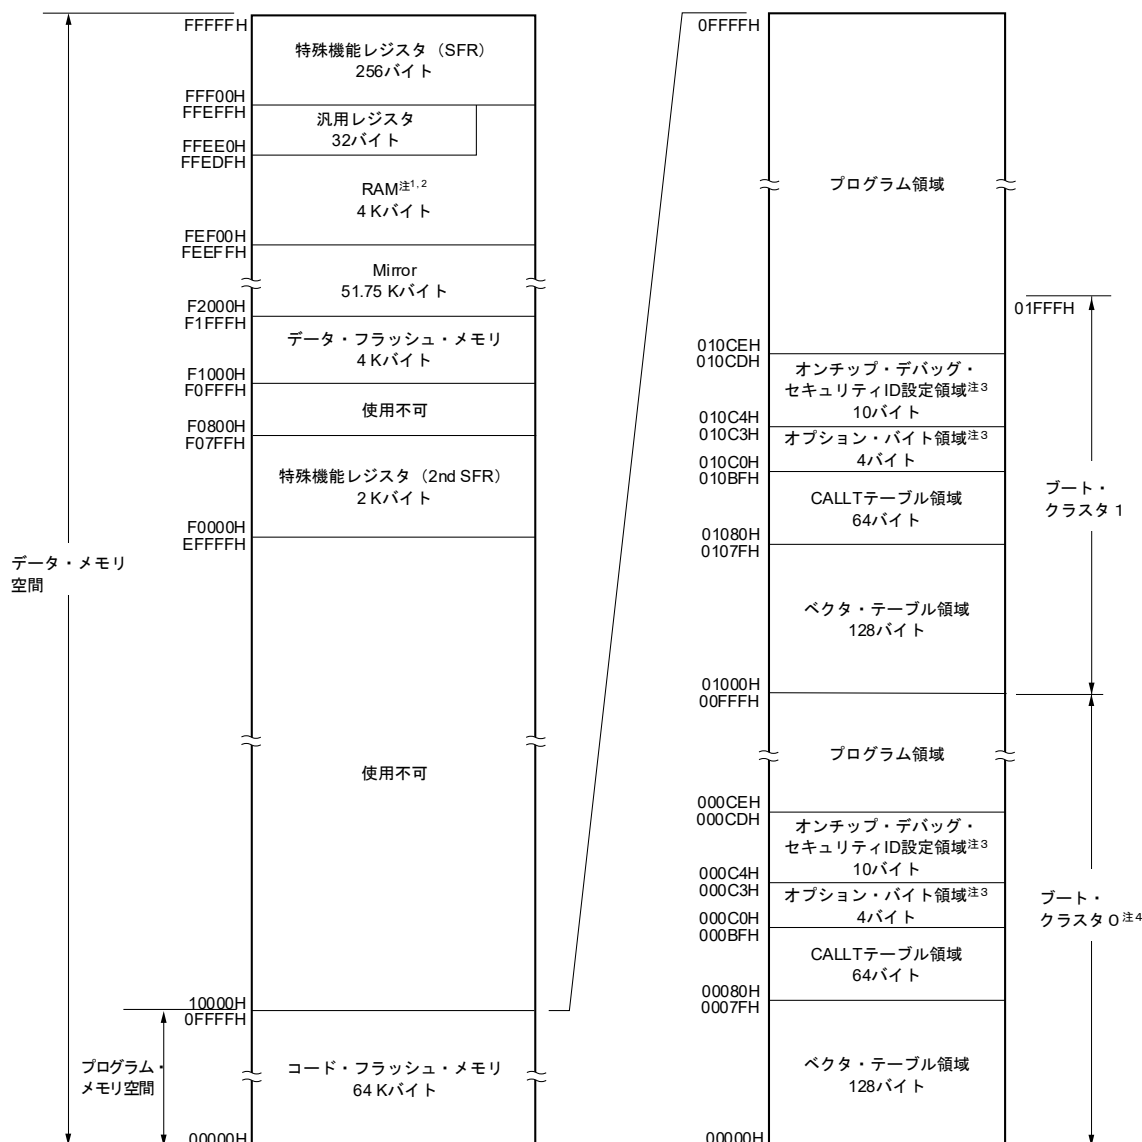 FFFFFH
特殊機能レジスタ（SFR）
256バイト
FFF00H
FFEFFH
汎用レジスタ
32バイト
FFEE0H
FFEDFH
RAM注1, 2
4 Kバイト
FEF00H
FEEFFH
Mirror
51.75 Kバイト
F2000H
F1FFFH
データ・フラッシュ・メモリ
4 Kバイト
F1000H
F0FFFH
使用不可
F0800H
F07FFH
特殊機能レジスタ（2nd SFR）
2 Kバイト
F0000H
EFFFFH
データ・メモリ
空間
使用不可
10000H
0FFFFH
プログラム・
メモリ空間
コード・フラッシュ・メモリ
64 Kバイト
00000H
0FFFFH
プログラム領域
01FFFH
010CEH
010CDH
オンチップ・デバッグ・
セキュリティID設定領域注3
10バイト
010C4H
010C3H
オプション・バイト領域注3
4バイト
010C0H
010BFH
CALLTテーブル領域
64バイト
ブート・
クラスタ1
01080H
0107FH
ベクタ・テーブル領域
128バイト
01000H
00FFFH
プログラム領域
000CEH
000CDH
オンチップ・デバッグ・
セキュリティID設定領域注3
10バイト
000C4H
000C3H
オプション・バイト領域注3
4バイト
ブート・
クラスタ0注4
000C0H
000BFH
CALLTテーブル領域
64バイト
00080H
0007FH
ベクタ・テーブル領域
128バイト
00000H